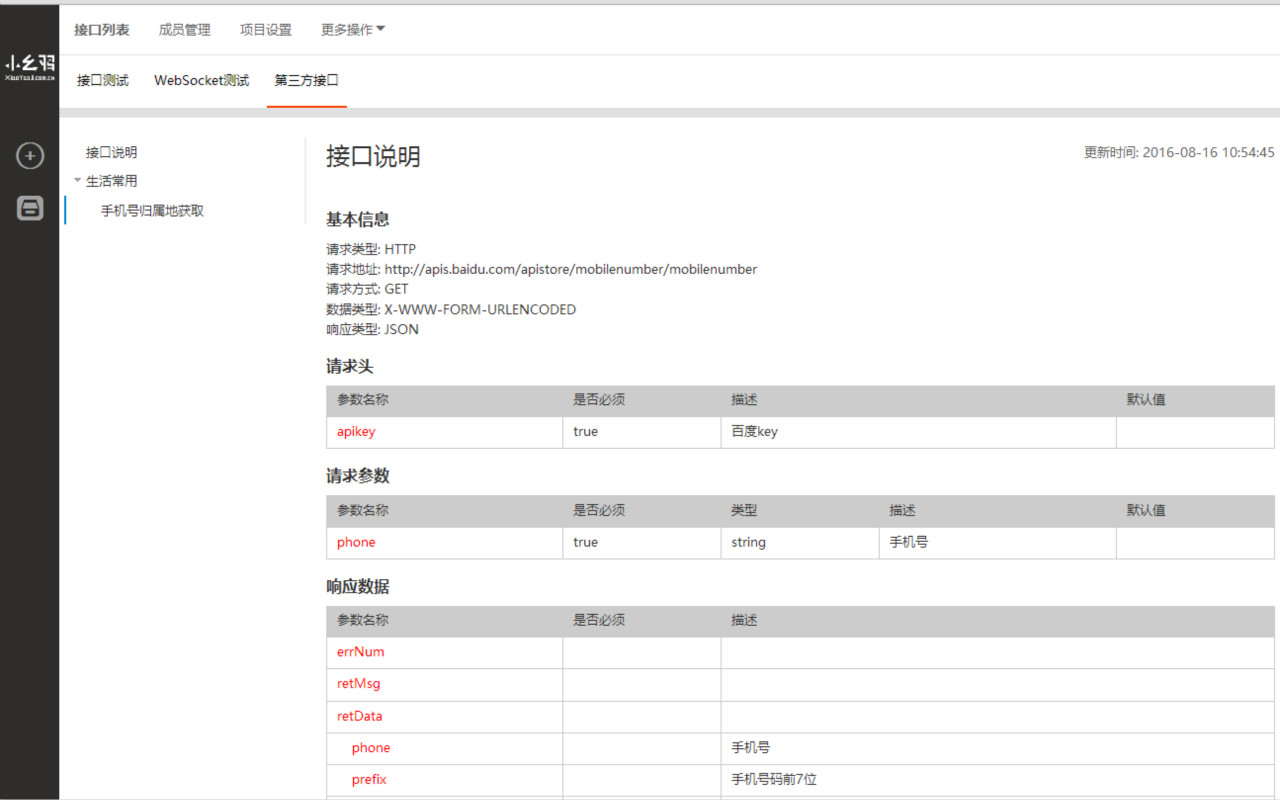 接口列表 成员管理 项目设置 更多操作
小幺鸡
接口测试 WebSocket测试 第三方接口
接口说明
生活常用
手机号归属地获取
接口说明
更新时间: 2016-08-16 10:54:45
基本信息
请求类型: HTTP
请求地址: http://apis.baidu.com/apistore/mobilenumber/mobilenumber
请求方式: GET
数据类型: X-WWW-FORM-URLENCODED
响应类型: JSON
请求头
参数名称 是否必须 描述 默认值
apikey true 百度key
请求参数
参数名称 是否必须 类型 描述 默认值
phone true string 手机号
响应数据
参数名称 是否必须 描述
errNum
retMsg
retData
phone 手机号
prefix 手机号码前7位